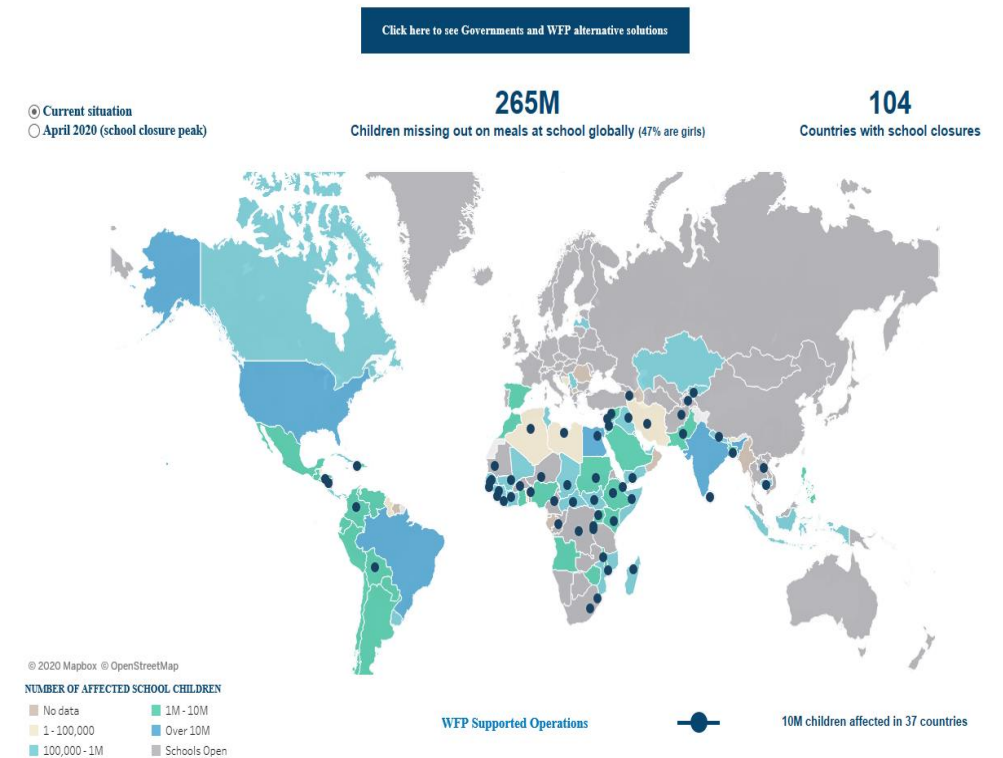 Click here to see Governments and WFP alternative solutions
Current situation
April 2020 (school closure peak)
265M
Children missing out on meals at school globally (47% are girls)
104
Countries with school closures
© 2020 Mapbox © OpenStreetMap
NUMBER OF AFFECTED SCHOOL CHILDREN
No data
1 - 100,000
100,000 - 1M
1M - 10M
Over 10M
Schools Open
WFP Supported Operations
10M children affected in 37 countries